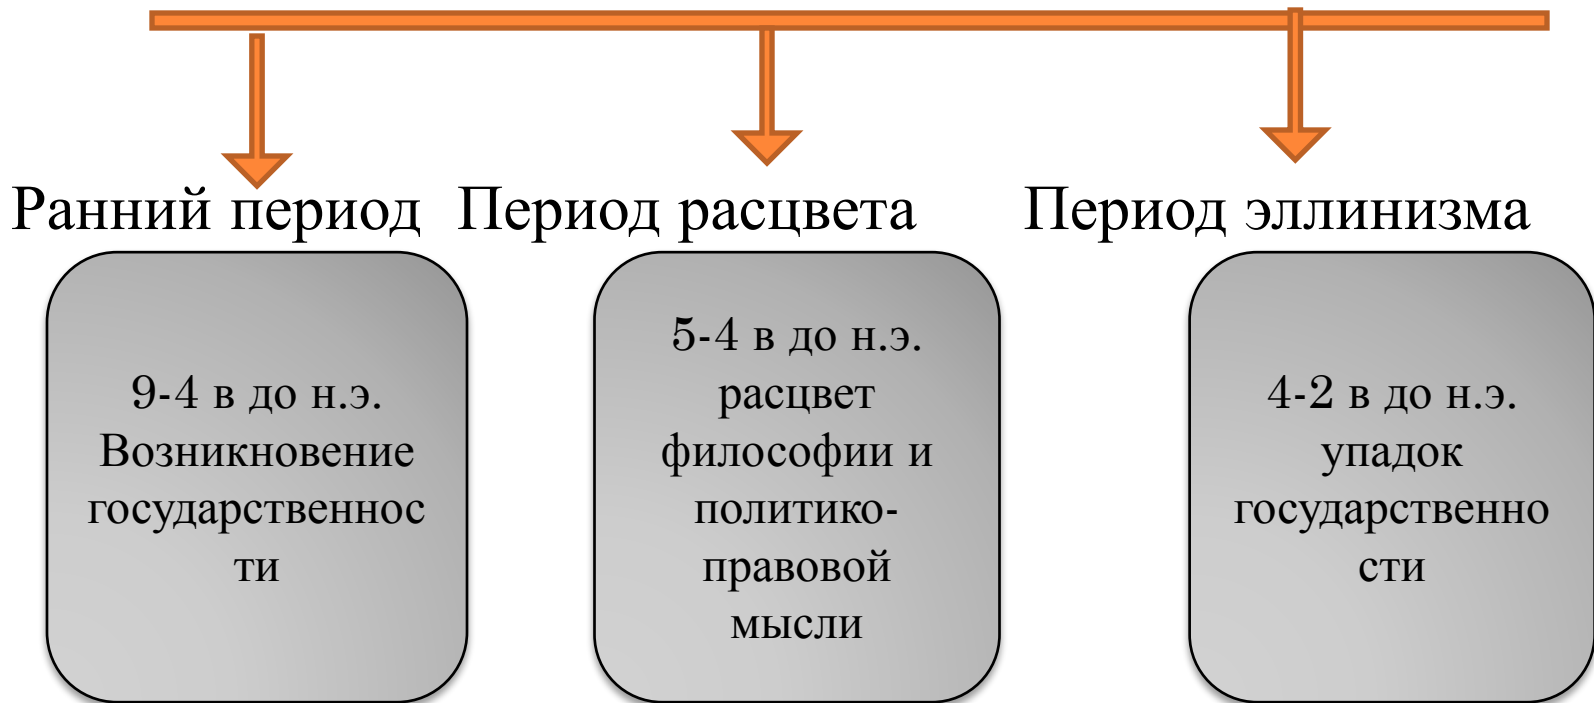 Ранний период
Период расцвета
Период эллинизма
9-4 в до н.э.
Возникновение
государственнос
ти
5-4 в до н.э.
расцвет
философии и
политико-
правовой
мысли
4-2 в до н.э.
упадок
государственно
сти